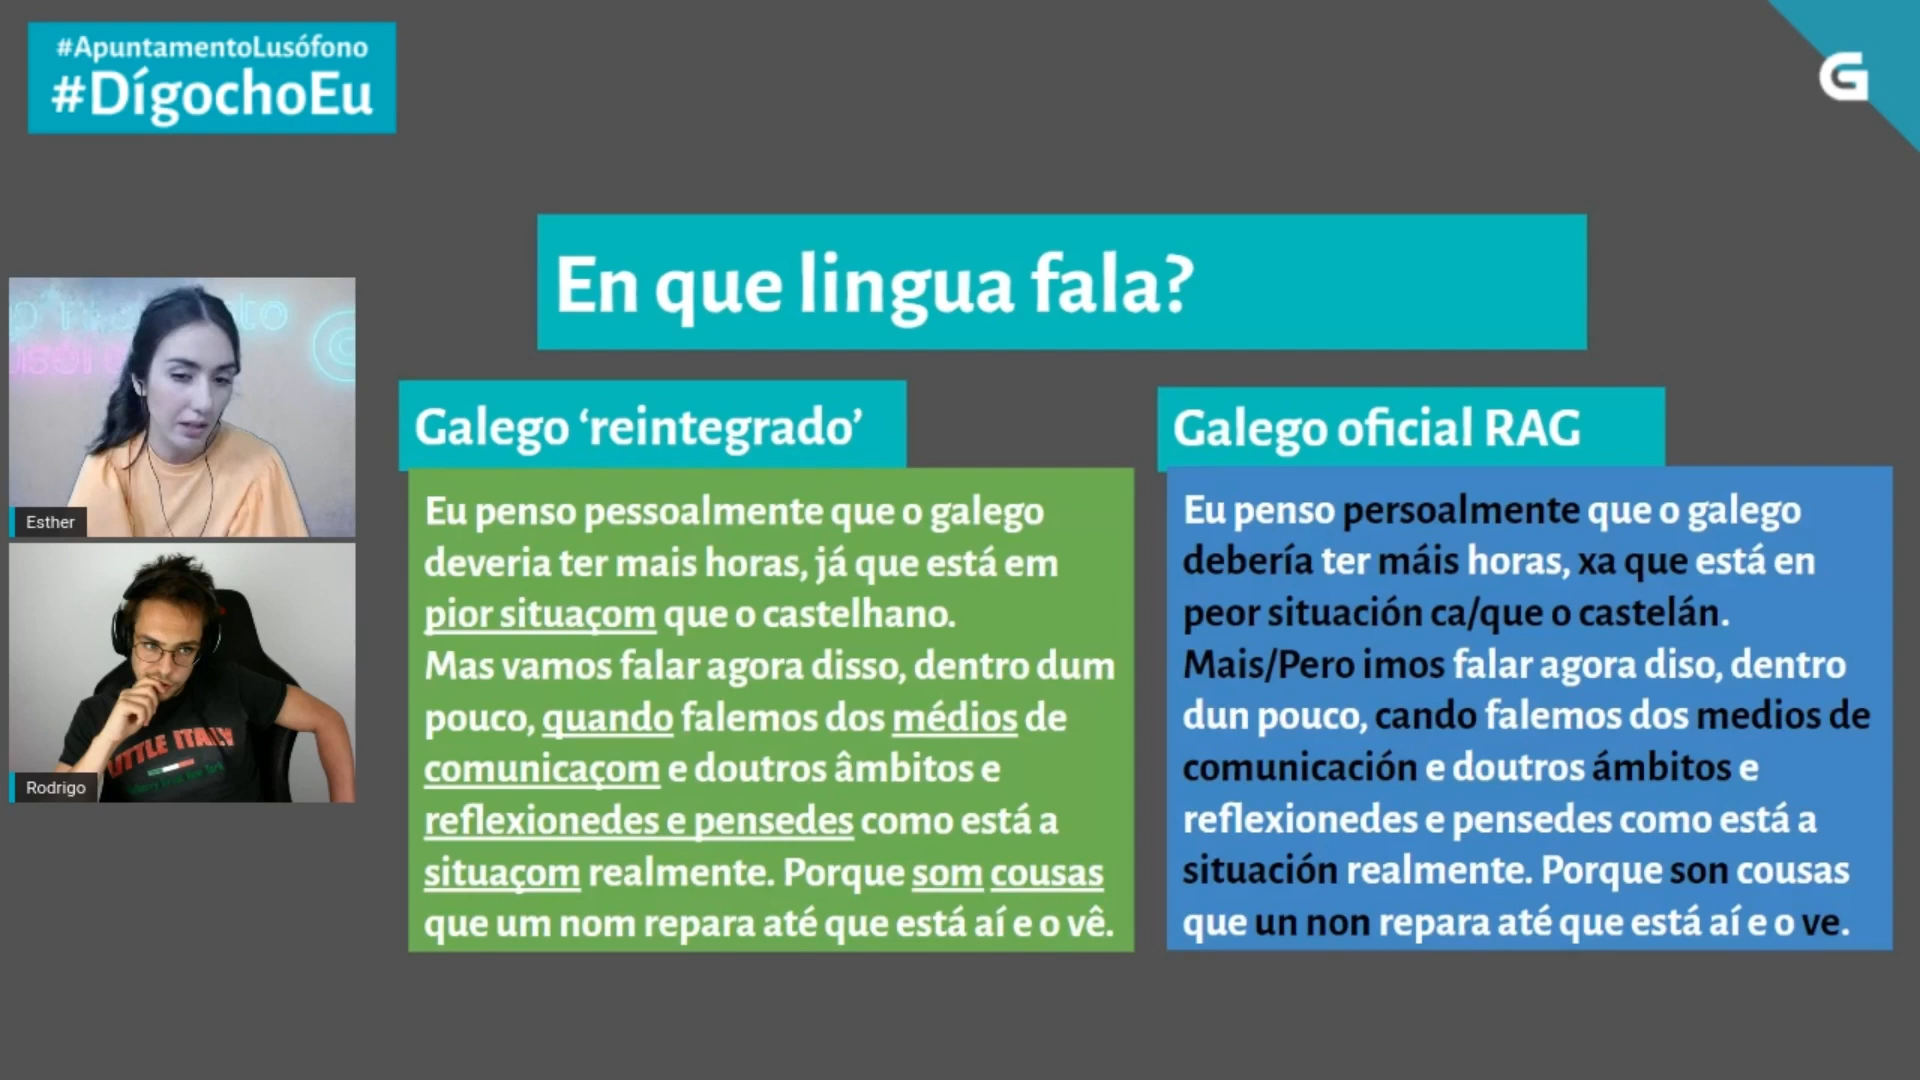 #ApuntamentoLusófono
#DígochoEu
G
En que lingua fala?
Galego ‘reintegrado’
Eu penso pessoalmente que o galego
deveria ter mais horas, já que está em
pior situaçom que o castelhano.
Mas vamos falar agora disso, dentro dum
pouco, quando falemos dos médios de
comunicaçom e doutros âmbitos e
reflexionedes e pensedes como está a
situaçom realmente. Porque som cousas
que um nom repara até que está aí e o vê.
Galego oficial RAG
Eu penso persoalmente que o galego
debería ter máis horas, xa que está en
peor situación ca/que o castelán.
Mais/Pero imos falar agora diso, dentro
dun pouco, cando falemos dos medios de
comunicación e doutros ámbitos e
reflexionedes e pensedes como está a
situación realmente. Porque son cousas
que un non repara até que está aí e o ve.
Esther
LITTLE ITALY
Rodrigo